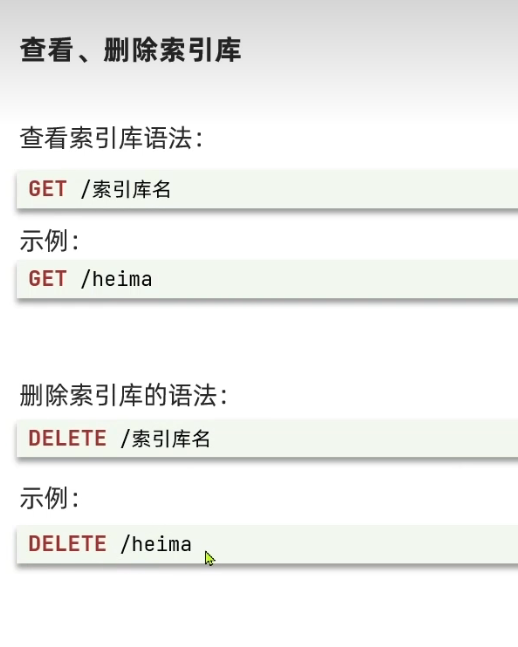 查看、删除索引库
查看索引库语法：
GET /索引库名
示例：
GET /heima
删除索引库的语法：
DELETE /索引库名
示例：
DELETE /heima